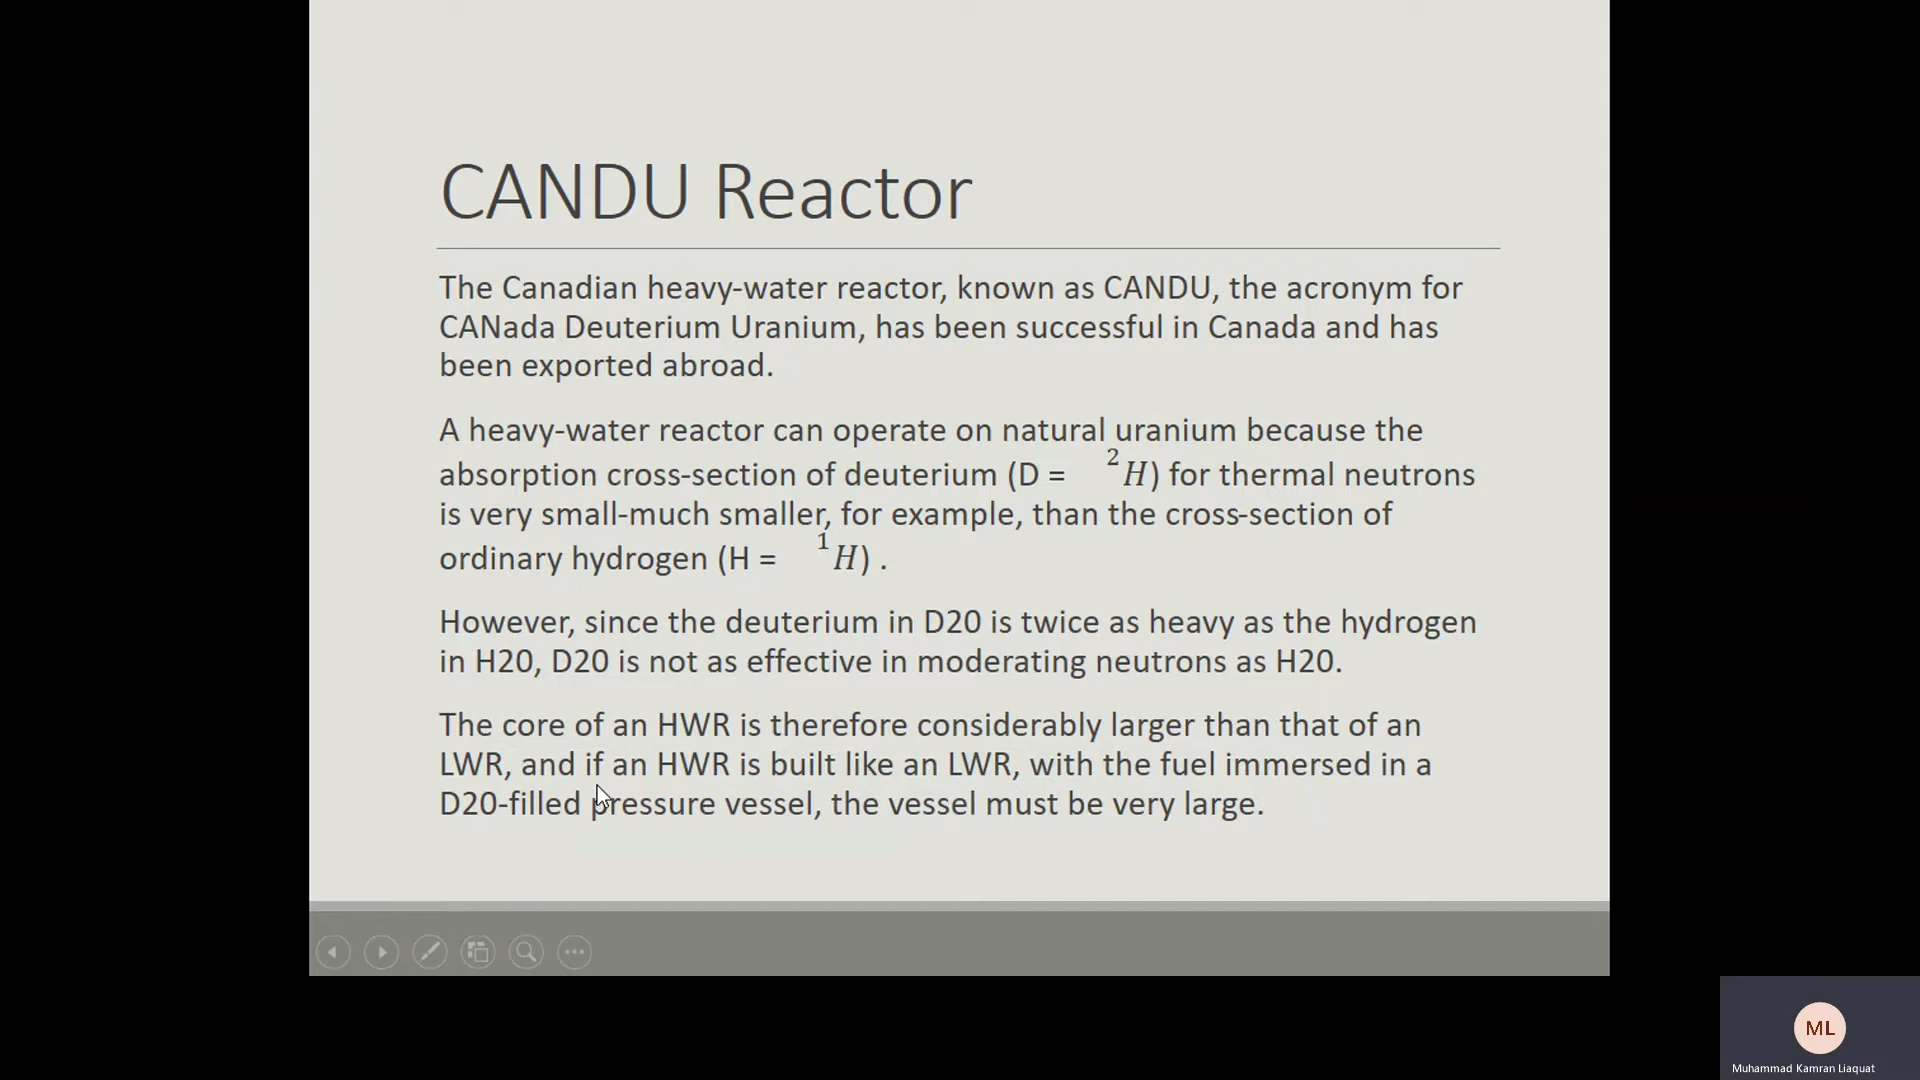 CANDU Reactor
The Canadian heavy-water reactor, known as CANDU, the acronym for
CANada Deuterium Uranium, has been successful in Canada and has
been exported abroad.
A heavy-water reactor can operate on natural uranium because the
absorption cross-section of deuterium (D = ²H) for thermal neutrons
is very small-much smaller, for example, than the cross-section of
ordinary hydrogen (H = ¹H) .
However, since the deuterium in D20 is twice as heavy as the hydrogen
in H20, D20 is not as effective in moderating neutrons as H20.
The core of an HWR is therefore considerably larger than that of an
LWR, and if an HWR is built like an LWR, with the fuel immersed in a
D20-filled pressure vessel, the vessel must be very large.
ML
Muhammad Kamran Liaquat